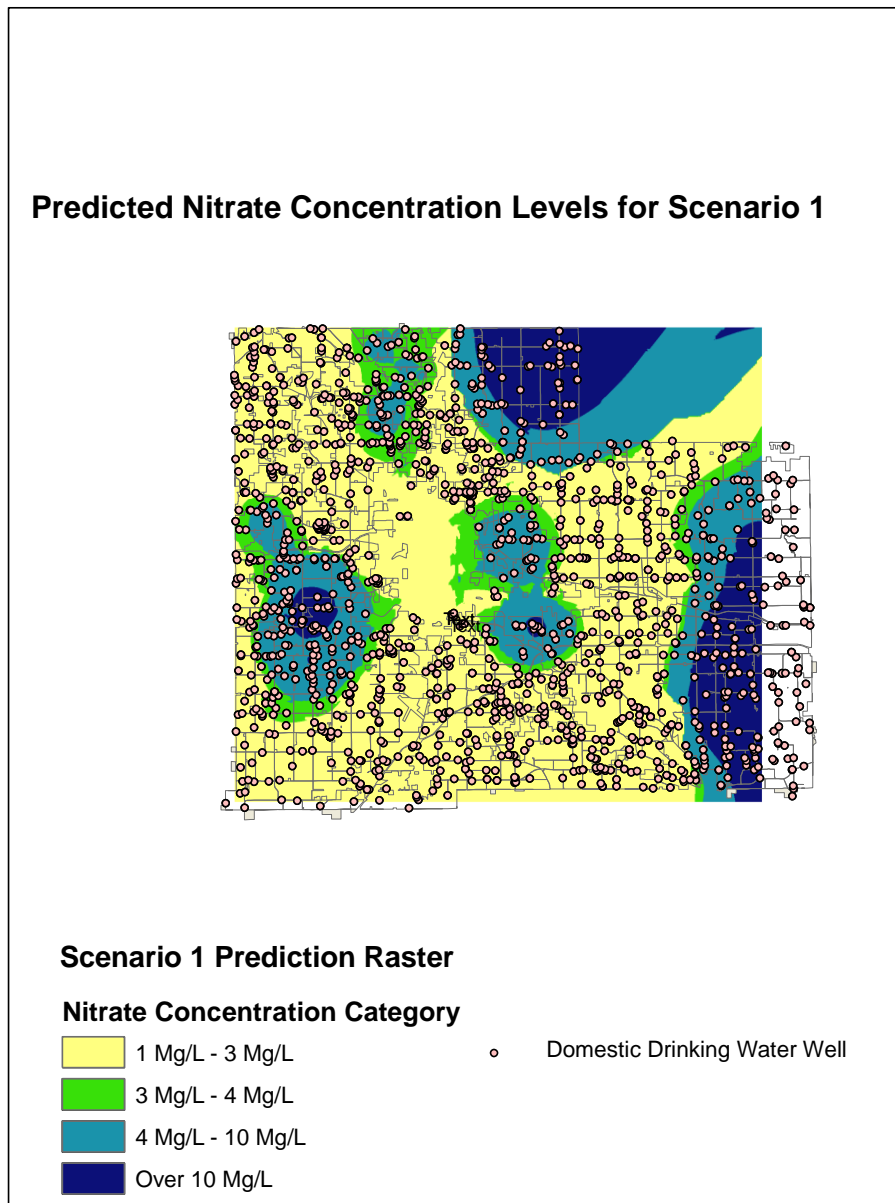 Predicted Nitrate Concentration Levels for Scenario 1
Text
Scenario 1 Prediction Raster
Nitrate Concentration Category
1 Mg/L - 3 Mg/L
3 Mg/L - 4 Mg/L
4 Mg/L - 10 Mg/L
Over 10 Mg/L
Domestic Drinking Water Well